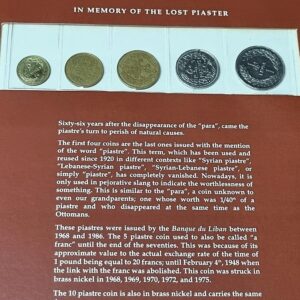 IN MEMORY OF THE LOST PIASTER
Sixty-six years after the disappearance of the "para", came the
piastre's turn to perish of natural causes.
The first four coins are the last ones issued with the mention
of the word "piastre". This term, which has been used and
reused since 1920 in different contexts like "Syrian piastre",
"Lebanese-Syrian piastre", "Syrian-Lebanese piastre", or
simply "piastre", has completely vanished. Nowadays, it is
only used in pejorative slang to indicate the worthlessness of
something. This is similar to the "para", a coin unknown to
even our grandparents; one whose worth was 1/40° of a
piastre and who disappeared at the same time as the
Ottomans.
These piastres were issued by the Banque du Liban between
1968 and 1986. The 5 piastre coin used to also be called "a
franc" until the end of the seventies. This was because of its
approximate value to the actual exchange rate of the time of
1 pound being equal to 20 francs; until February 4th, 1948 when
the link with the franc was abolished. This coin was struck in
brass nickel in 1968, 1969, 1970, 1972, and 1975.
The 10 piastre coin is also in brass nickel and carries the same